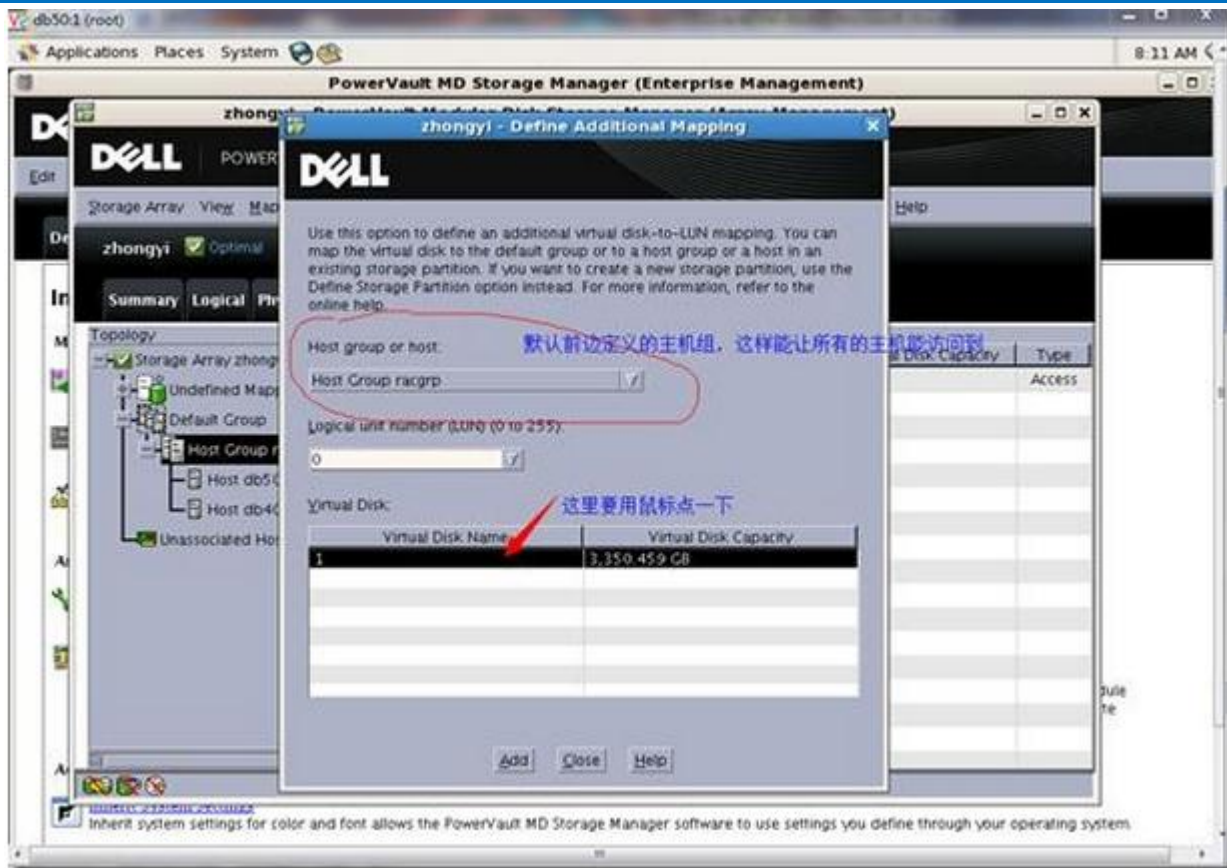 db50:1 (root)
Applications Places System
8:11 AM
PowerVault MD Storage Manager (Enterprise Management)
zhongyi - Define Additional Mapping
DELL
POWER
DELL
Edit
Storage Array View Map
Help
zhongyi Optimal
Summary Logical
Use this option to define an additional virtual disk-to-LUN mapping. You can
map the virtual disk to the default group or to a host group or a host in an
existing storage partition. If you want to create a new storage partition, use the
Define Storage Partition option instead. For more information, refer to the
online help.
Topology
Host group or host:
默认前边定义的主机组，这样能让所有的主机能访问到
Disk Capacity
Type
Storage Array zhong
Host Group racgrp
Access
Undefined Map
Default Group
Logical unit number (LUN) (0 to 255):
Host Group r
0
Host db50
Host db40
Virtual Disk:
这里要用鼠标点一下
Unassociated Hos
Virtual Disk Name
Virtual Disk Capacity
1
3,350.459 GB
Add
Close
Help
Inherit System Settings
Inherit system settings for color and font allows the PowerVault MD Storage Manager software to use settings you define through your operating system